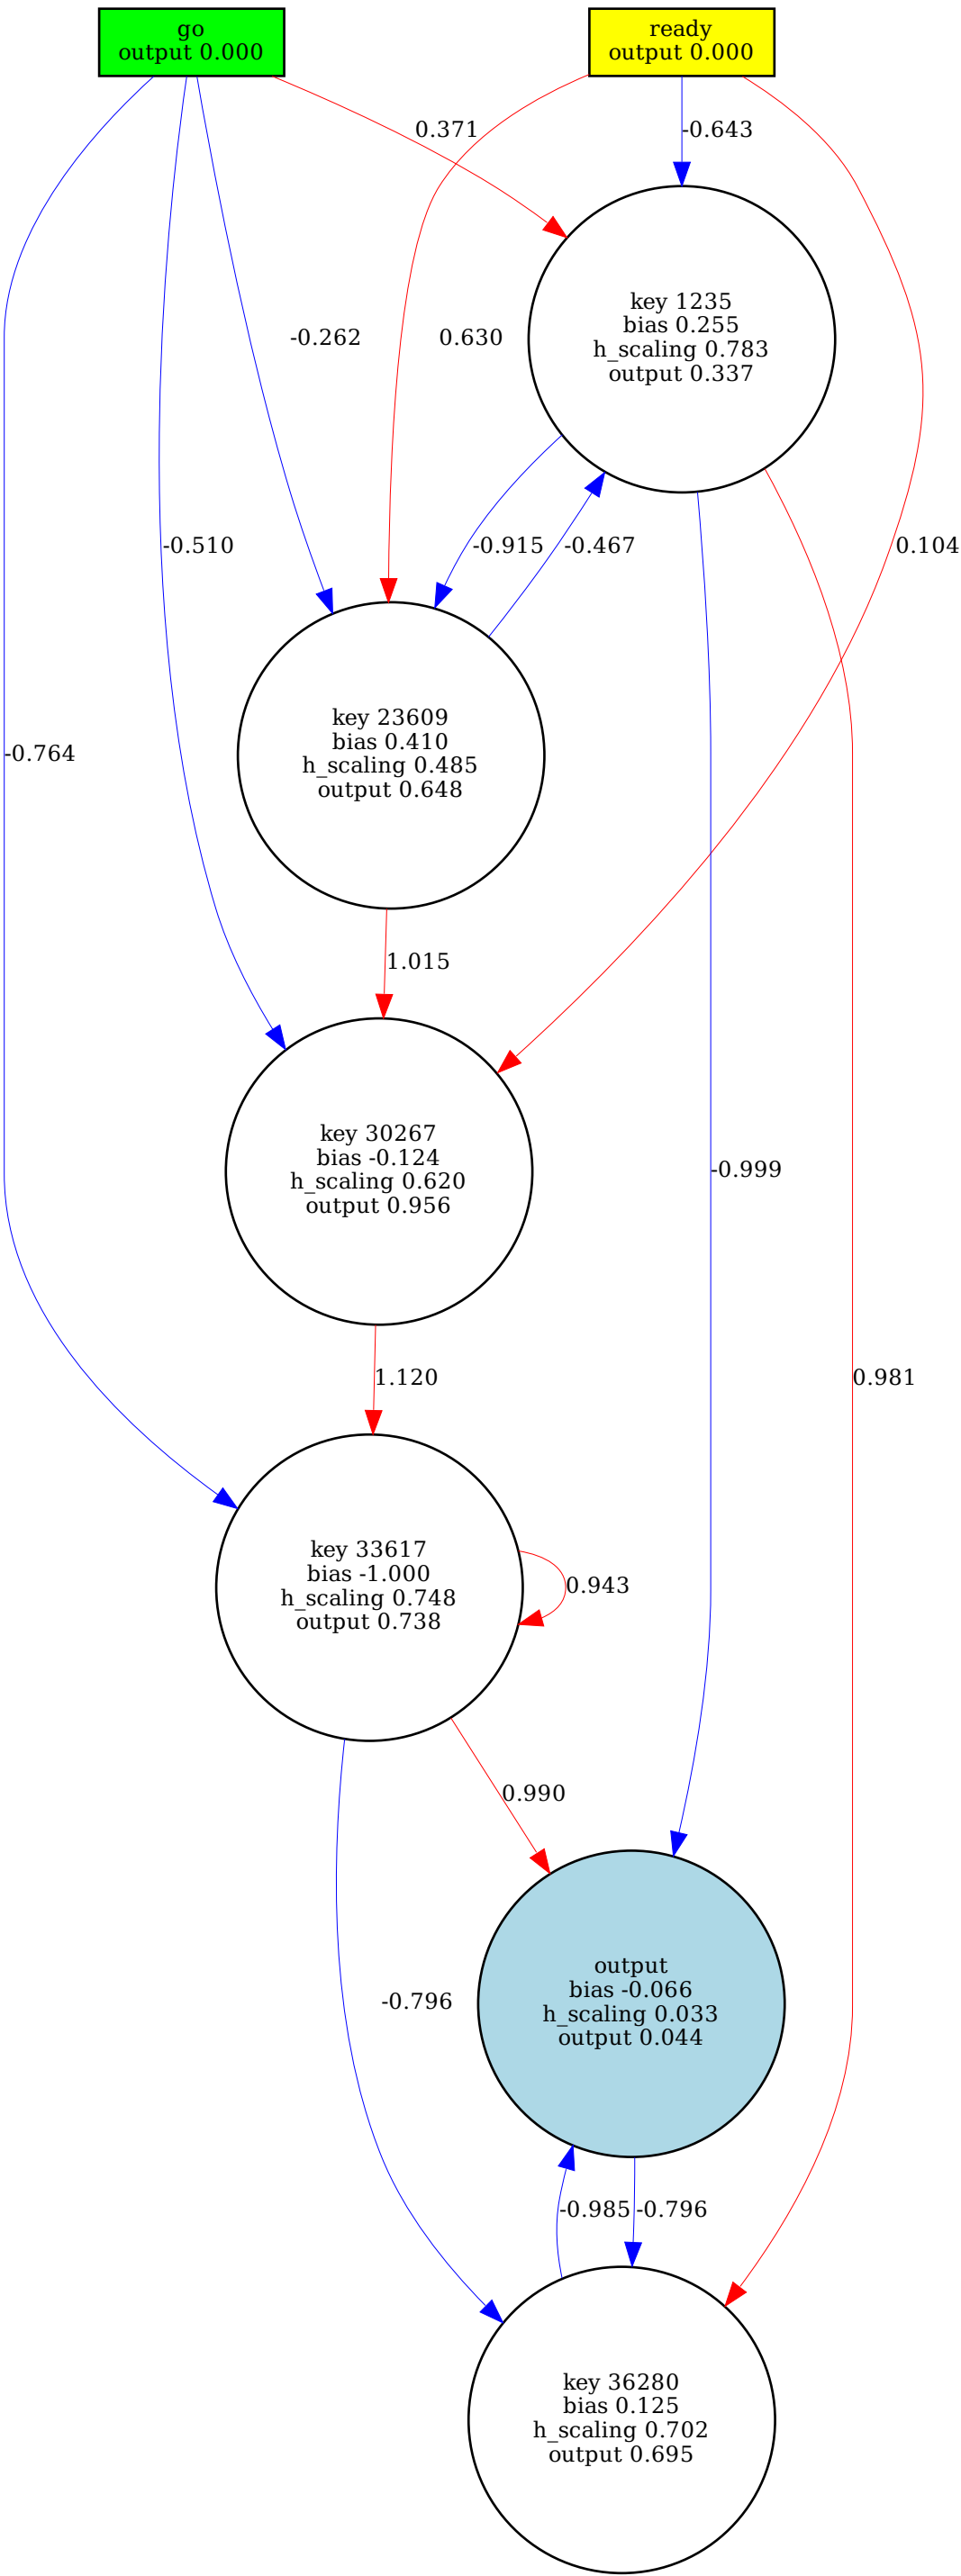 go
output 0.000
ready
output 0.000
0.371
-0.643
key 1235
bias 0.255
h_scaling 0.783
output 0.337
-0.262
0.630
-0.510
-0.915
-0.467
0.104
key 23609
bias 0.410
h_scaling 0.485
output 0.648
-0.764
1.015
key 30267
bias -0.124
h_scaling 0.620
output 0.956
-0.999
1.120
0.981
key 33617
bias -1.000
h_scaling 0.748
output 0.738
0.943
0.990
output
bias -0.066
h_scaling 0.033
output 0.044
-0.796
-0.985
-0.796
key 36280
bias 0.125
h_scaling 0.702
output 0.695